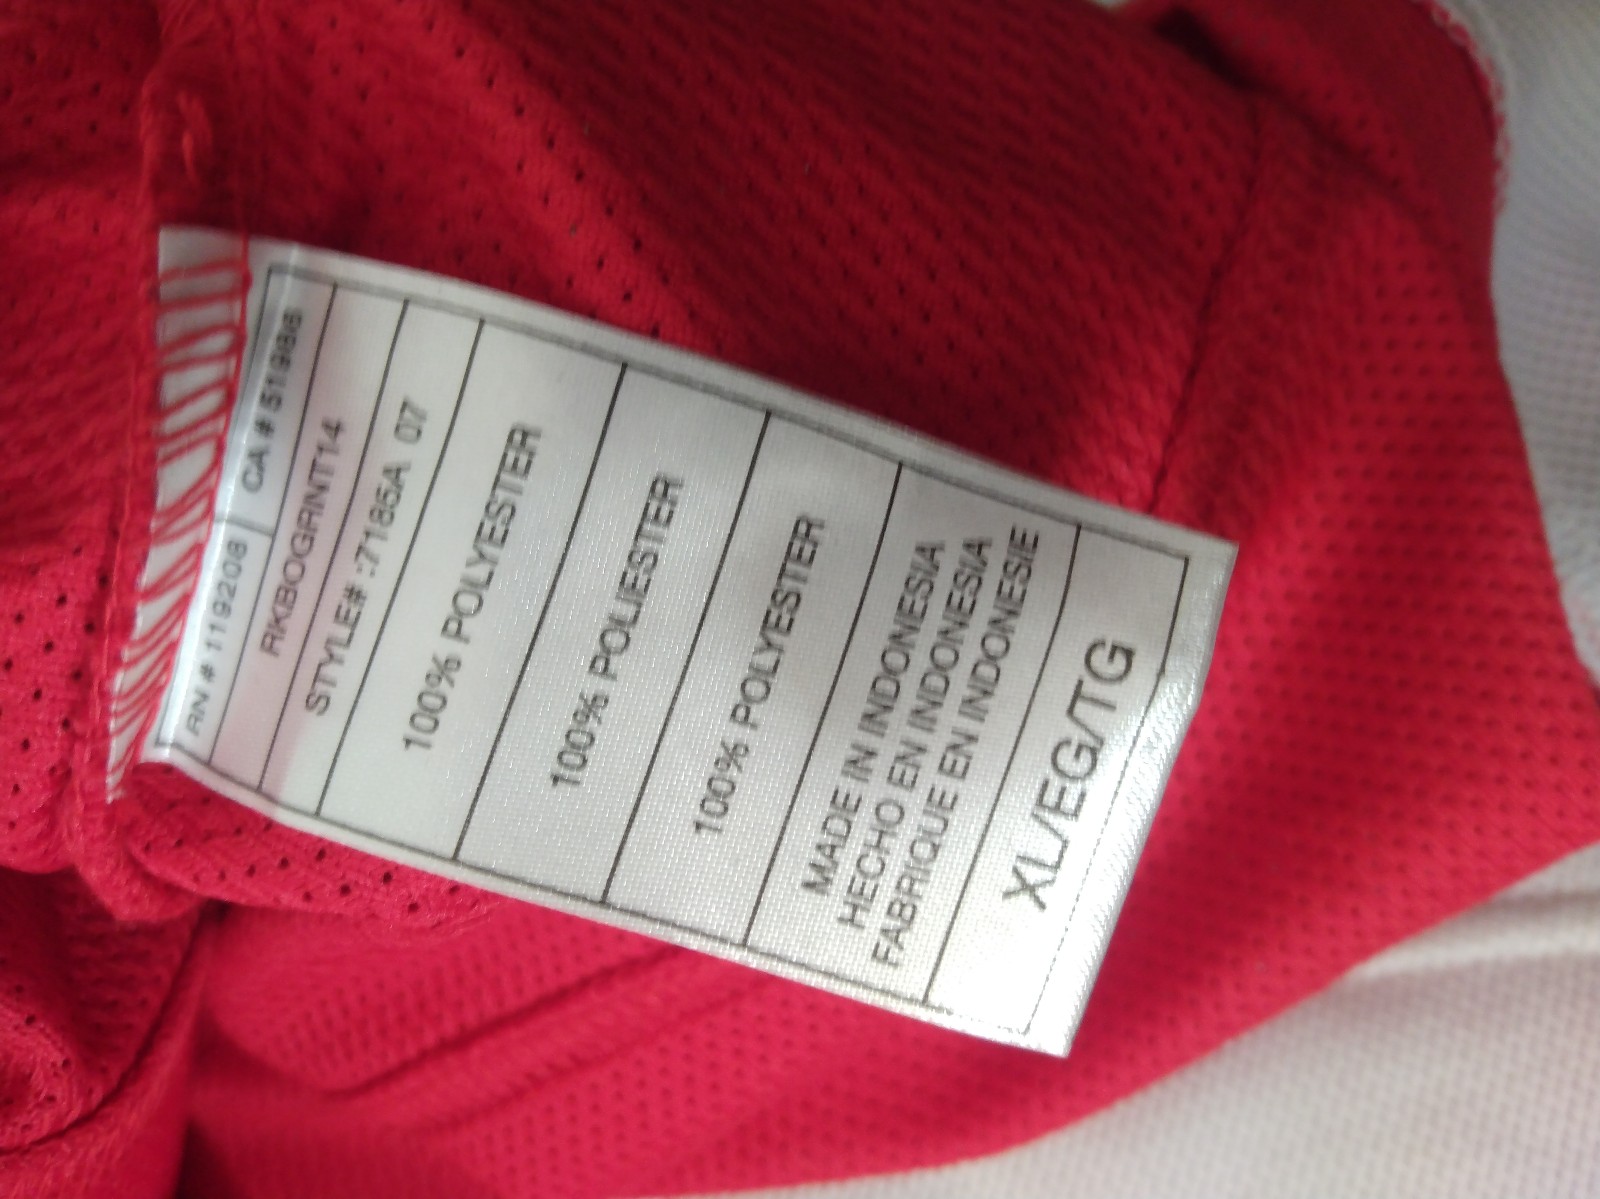 RN # 119208 CA # 51986
RKIBOGRINT14
STYLE# :7185A 07
100% POLYESTER
100% POLIESTER
100% POLYESTER
MADE IN INDONESIA
HECHO EN INDONESIA
FABRIQUE EN INDONESIE
XL/EG/TG